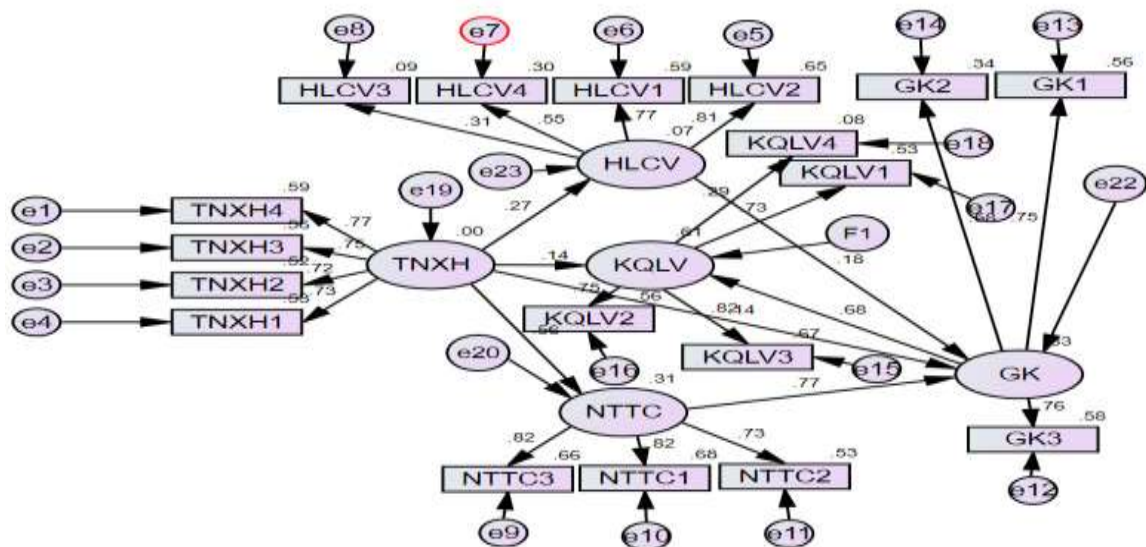 e8
e7
e6
e5
e14
e13
.09
.30
.59
.65
.34
.56
HLCV3
HLCV4
HLCV1
HLCV2
GK2
GK1
.31
.55
.77
.81
.07
.08
KQLV4
e18
e23
HLCV
.53
KQLV1
e19
e22
.59
e1
TNXH4
.27
.29
.73
e17
.75
.77
.00
.61
F1
e2
TNXH3
.75
TNXH
.14
KQLV
.18
.52
e3
TNXH2
.72
.75
.56
.82
.14
.68
.53
e4
TNXH1
.73
KQLV2
.67
e20
.56
e16
KQLV3
e15
GK
.31
.77
NTTC
.76
.58
.82
.82
.73
GK3
.66
.68
.53
NTTC3
NTTC1
NTTC2
e12
e9
e10
e11